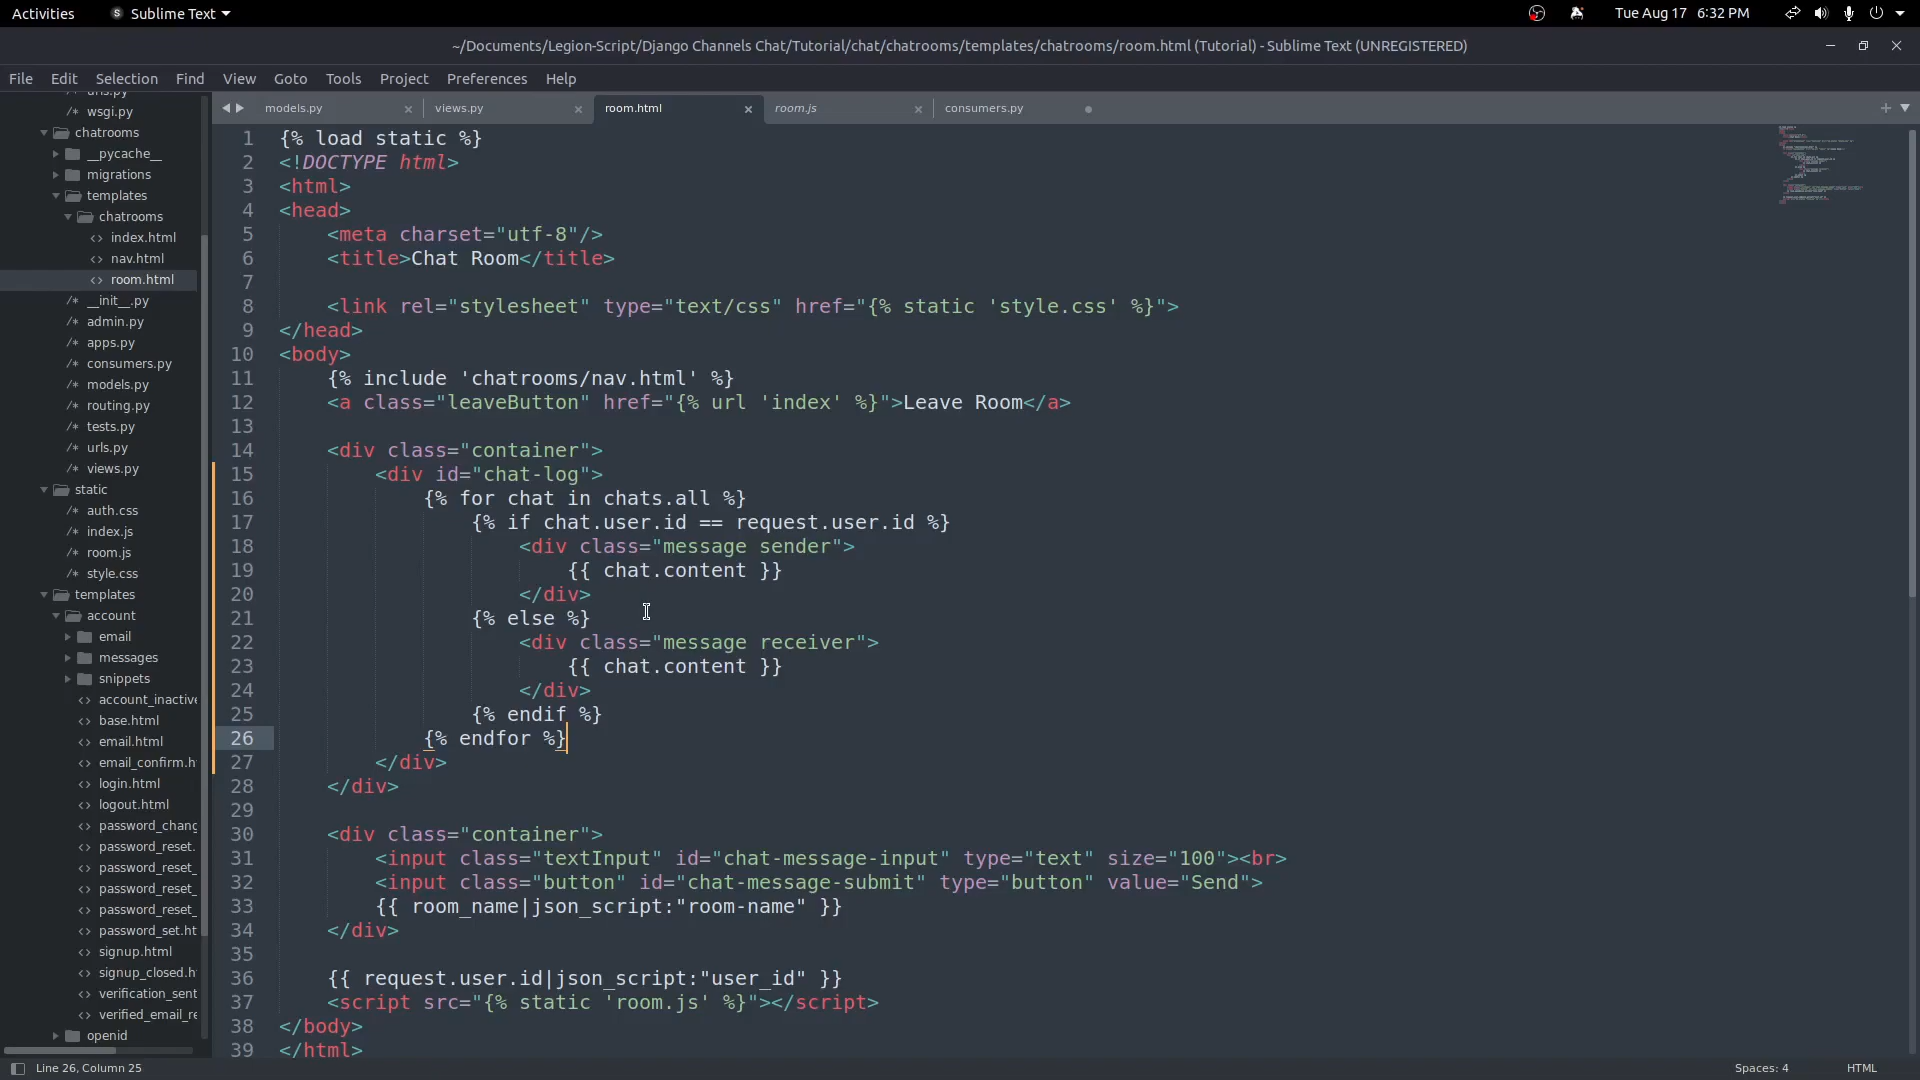 Activities
Sublime Text
Tue Aug 17 6:32 PM
~/Documents/Legion-Script/Django Channels Chat/Tutorial/chat/chatrooms/templates/chatrooms/room.html (Tutorial) - Sublime Text (UNREGISTERED)
File Edit Selection Find View Goto Tools Project Preferences Help
models.py
views.py
room.html
room.js
consumers.py
wsgi.py
chatrooms
__pycache__
migrations
templates
chatrooms
index.html
nav.html
room.html
__init__.py
admin.py
apps.py
consumers.py
models.py
routing.py
tests.py
urls.py
views.py
static
auth.css
index.js
room.js
style.css
templates
account
email
messages
snippets
account_inactive
base.html
email.html
email_confirm.h
login.html
logout.html
password_chang
password_reset.
password_reset_
password_reset_
password_reset_
password_set.ht
signup.html
signup_closed.h
verification_sent
verified_email_re
openid
1 {% load static %}
2 <!DOCTYPE html>
3 <html>
4 <head>
5 <meta charset="utf-8"/>
6 <title>Chat Room</title>
7
8 <link rel="stylesheet" type="text/css" href="{% static 'style.css' %}">
9 </head>
10 <body>
11 {% include 'chatrooms/nav.html' %}
12 <a class="leaveButton" href="{% url 'index' %}">Leave Room</a>
13
14 <div class="container">
15 <div id="chat-log">
16 {% for chat in chats.all %}
17 {% if chat.user.id == request.user.id %}
18 <div class="message sender">
19 {{ chat.content }}
20 </div>
21 {% else %}
22 <div class="message receiver">
23 {{ chat.content }}
24 </div>
25 {% endif %}
26 {% endfor %}
27 </div>
28 </div>
29
30 <div class="container">
31 <input class="textInput" id="chat-message-input" type="text" size="100"><br>
32 <input class="button" id="chat-message-submit" type="button" value="Send">
33 {{ room_name|json_script:"room-name" }}
34 </div>
35
36 {{ request.user.id|json_script:"user_id" }}
37 <script src="{% static 'room.js' %}"></script>
38 </body>
39 </html>
Line 26, Column 25
Spaces: 4
HTML